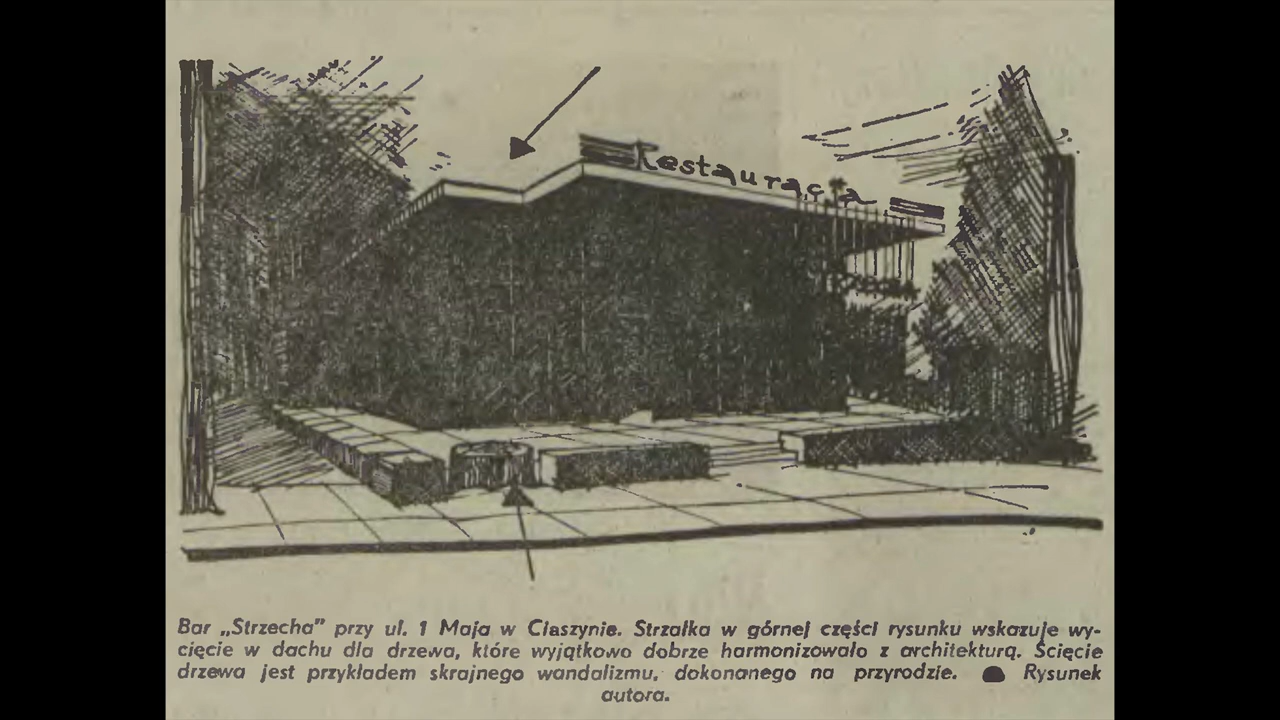 Restauracja
Bar „Strzecha” przy ul. 1 Maja w Cieszynie. Strzałka w górnej części rysunku wskazuje wy-
cięcie w dachu dla drzewa, które wyjątkowo dobrze harmonizowało z architekturą. Ścięcie
drzewa jest przykładem skrajnego wandalizmu, dokonanego na przyrodzie. Rysunek
autora.